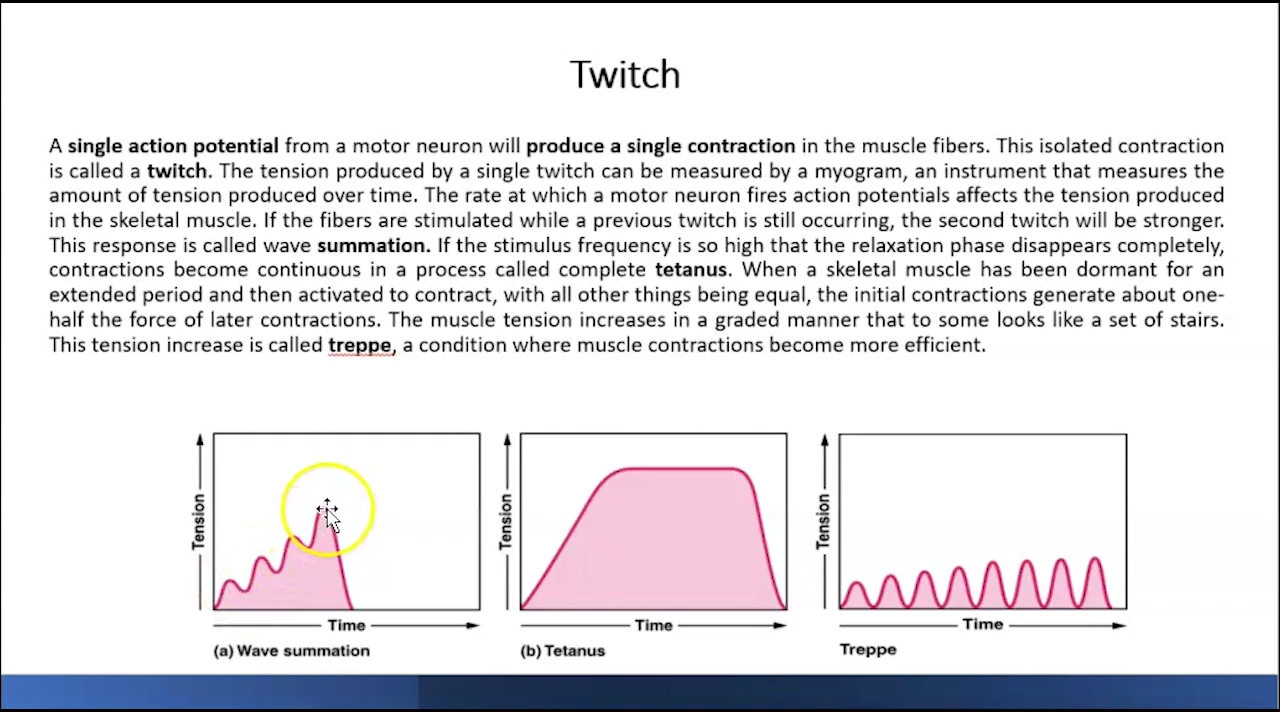 Twitch
A single action potential from a motor neuron will produce a single contraction in the muscle fibers. This isolated contraction
is called a twitch. The tension produced by a single twitch can be measured by a myogram, an instrument that measures the
amount of tension produced over time. The rate at which a motor neuron fires action potentials affects the tension produced
in the skeletal muscle. If the fibers are stimulated while a previous twitch is still occurring, the second twitch will be stronger.
This response is called wave summation. If the stimulus frequency is so high that the relaxation phase disappears completely,
contractions become continuous in a process called complete tetanus. When a skeletal muscle has been dormant for an
extended period and then activated to contract, with all other things being equal, the initial contractions generate about one-
half the force of later contractions. The muscle tension increases in a graded manner that to some looks like a set of stairs.
This tension increase is called treppe, a condition where muscle contractions become more efficient.
Tension
Time
(a) Wave summation
Tension
Time
(b) Tetanus
Tension
Time
Treppe